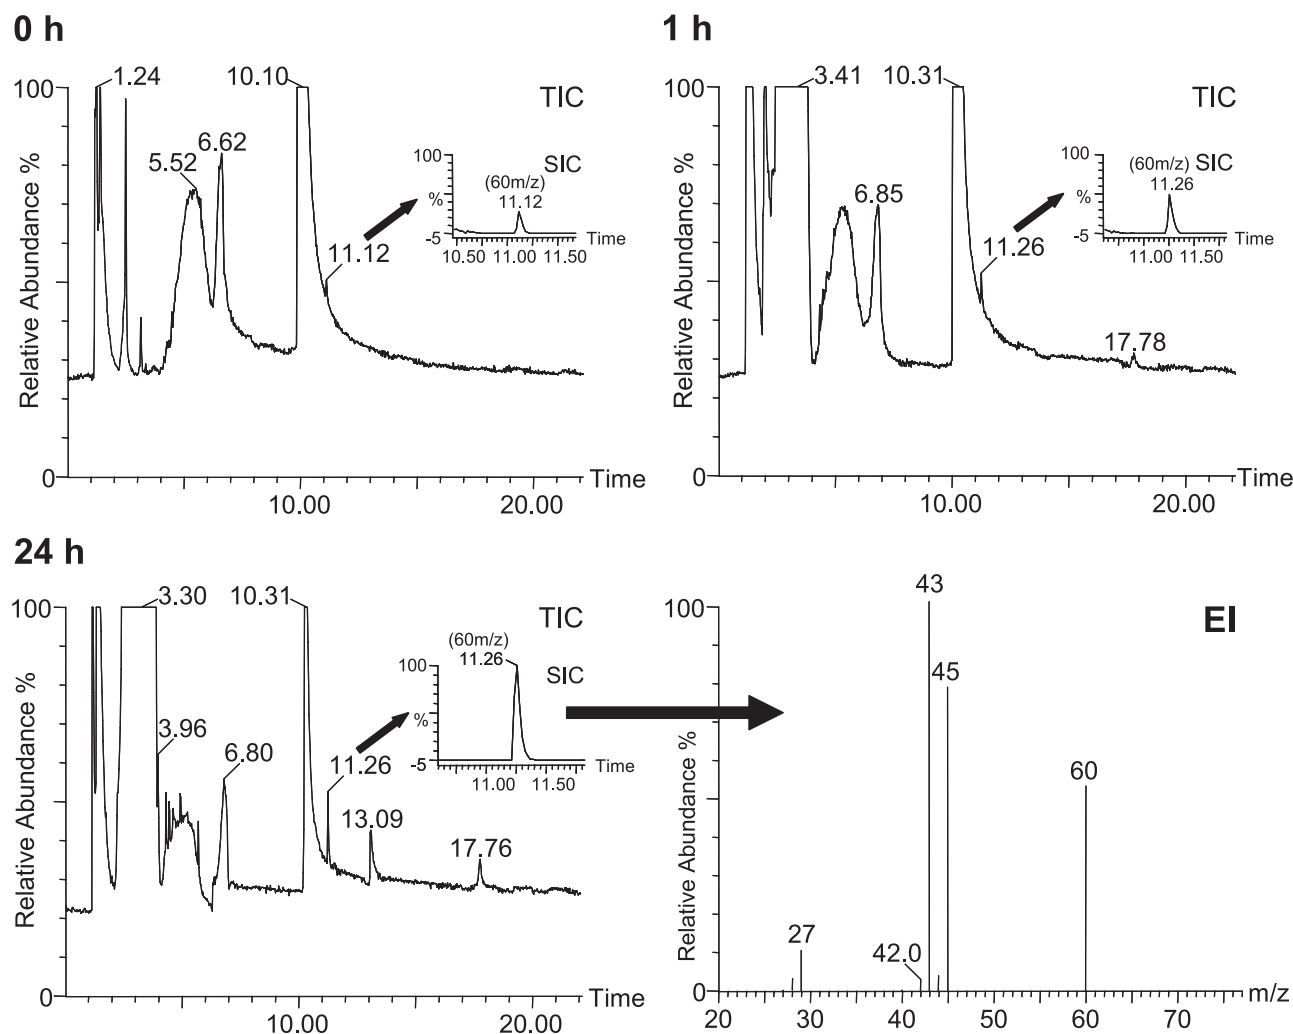 0 h
100
1.24
10.10
TIC
5.52
6.62
11.12
100
SIC
(60m/z)
11.12
%
-5
Time
10.50 11.00 11.50
Relative Abundance %
0
10.00
20.00
Time
1 h
100
3.41
10.31
TIC
6.85
11.26
17.78
100
SIC
(60m/z)
11.26
%
-5
Time
11.00 11.50
Relative Abundance %
0
10.00
20.00
Time
24 h
100
3.30
10.31
TIC
3.96
6.80
11.26
13.09
17.76
(60m/z)
100
11.26
SIC
%
-5
Time
11.00 11.50
Relative Abundance %
0
10.00
20.00
Time
EI
100
43
45
60
27
42.0
Relative Abundance %
0
20 30 40 50 60 70
m/z